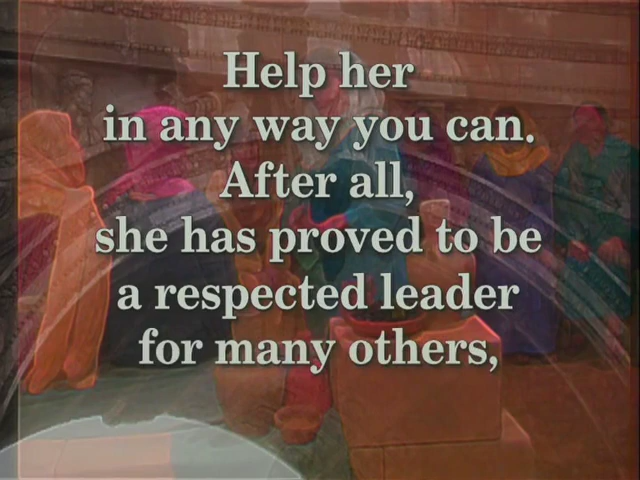 Help her
in any way you can.
After all,
she has proved to be
a respected leader
for many others,